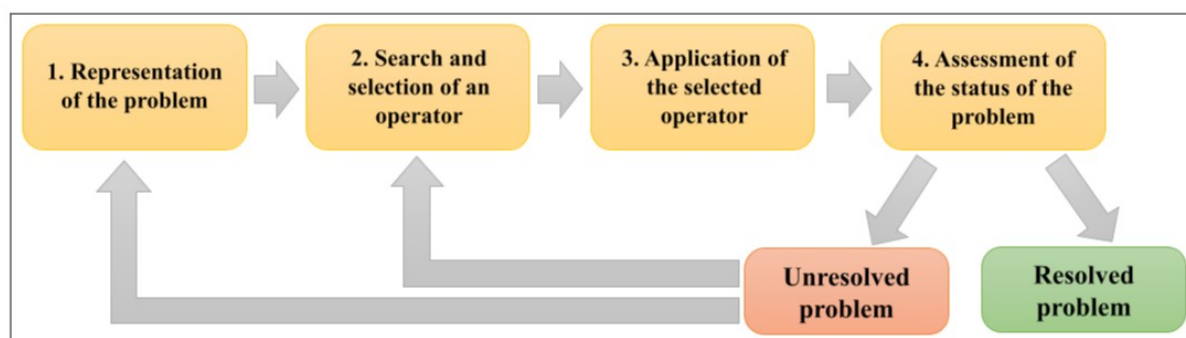 1. Representation
of the problem
2. Search and
selection of an
operator
3. Application of
the selected
operator
4. Assessment of
the status of the
problem
Unresolved
problem
Resolved
problem